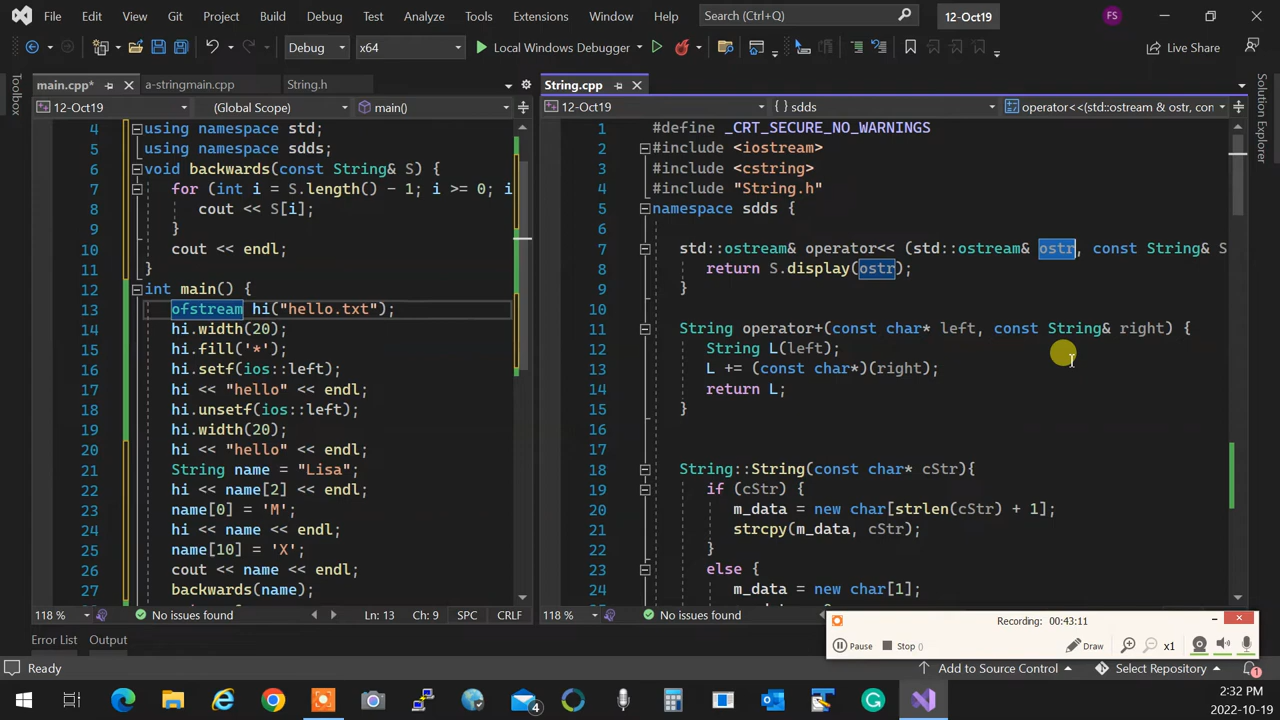 File Edit View Git Project Build Debug Test Analyze Tools Extensions Window Help Search (Ctrl+Q) 12-Oct19 FS
Debug x64 Local Windows Debugger Live Share
Toolbox
main.cpp* a-stringmain.cpp String.h
12-Oct19 (Global Scope) main()
4 using namespace std;
5 using namespace sdds;
6 void backwards(const String& S) {
7 for (int i = S.length() - 1; i >= 0; i
8 cout << S[i];
9 }
10 cout << endl;
11 }
12 int main() {
13 ofstream hi("hello.txt");
14 hi.width(20);
15 hi.fill('*');
16 hi.setf(ios::left);
17 hi << "hello" << endl;
18 hi.unsetf(ios::left);
19 hi.width(20);
20 hi << "hello" << endl;
21 String name = "Lisa";
22 hi << name[2] << endl;
23 name[0] = 'M';
24 hi << name << endl;
25 name[10] = 'X';
26 cout << name << endl;
27 backwards(name);
118 % No issues found Ln: 13 Ch: 9 SPC CRLF
String.cpp
12-Oct19 sdds operator<<(std::ostream & ostr, con
1 #define _CRT_SECURE_NO_WARNINGS
2 #include <iostream>
3 #include <cstring>
4 #include "String.h"
5 namespace sdds {
6
7 std::ostream& operator<< (std::ostream& ostr, const String& S
8 return S.display(ostr);
9 }
10
11 String operator+(const char* left, const String& right) {
12 String L(left);
13 L += (const char*)(right);
14 return L;
15 }
16
17
18 String::String(const char* cStr){
19 if (cStr) {
20 m_data = new char[strlen(cStr) + 1];
21 strcpy(m_data, cStr);
22 }
23 else {
24 m_data = new char[1];
118 % No issues found
Solution Explorer
Recording: 00:43:11
Pause Stop () Draw x1
Error List Output
Ready Add to Source Control Select Repository 1
4
2:32 PM
2022-10-19